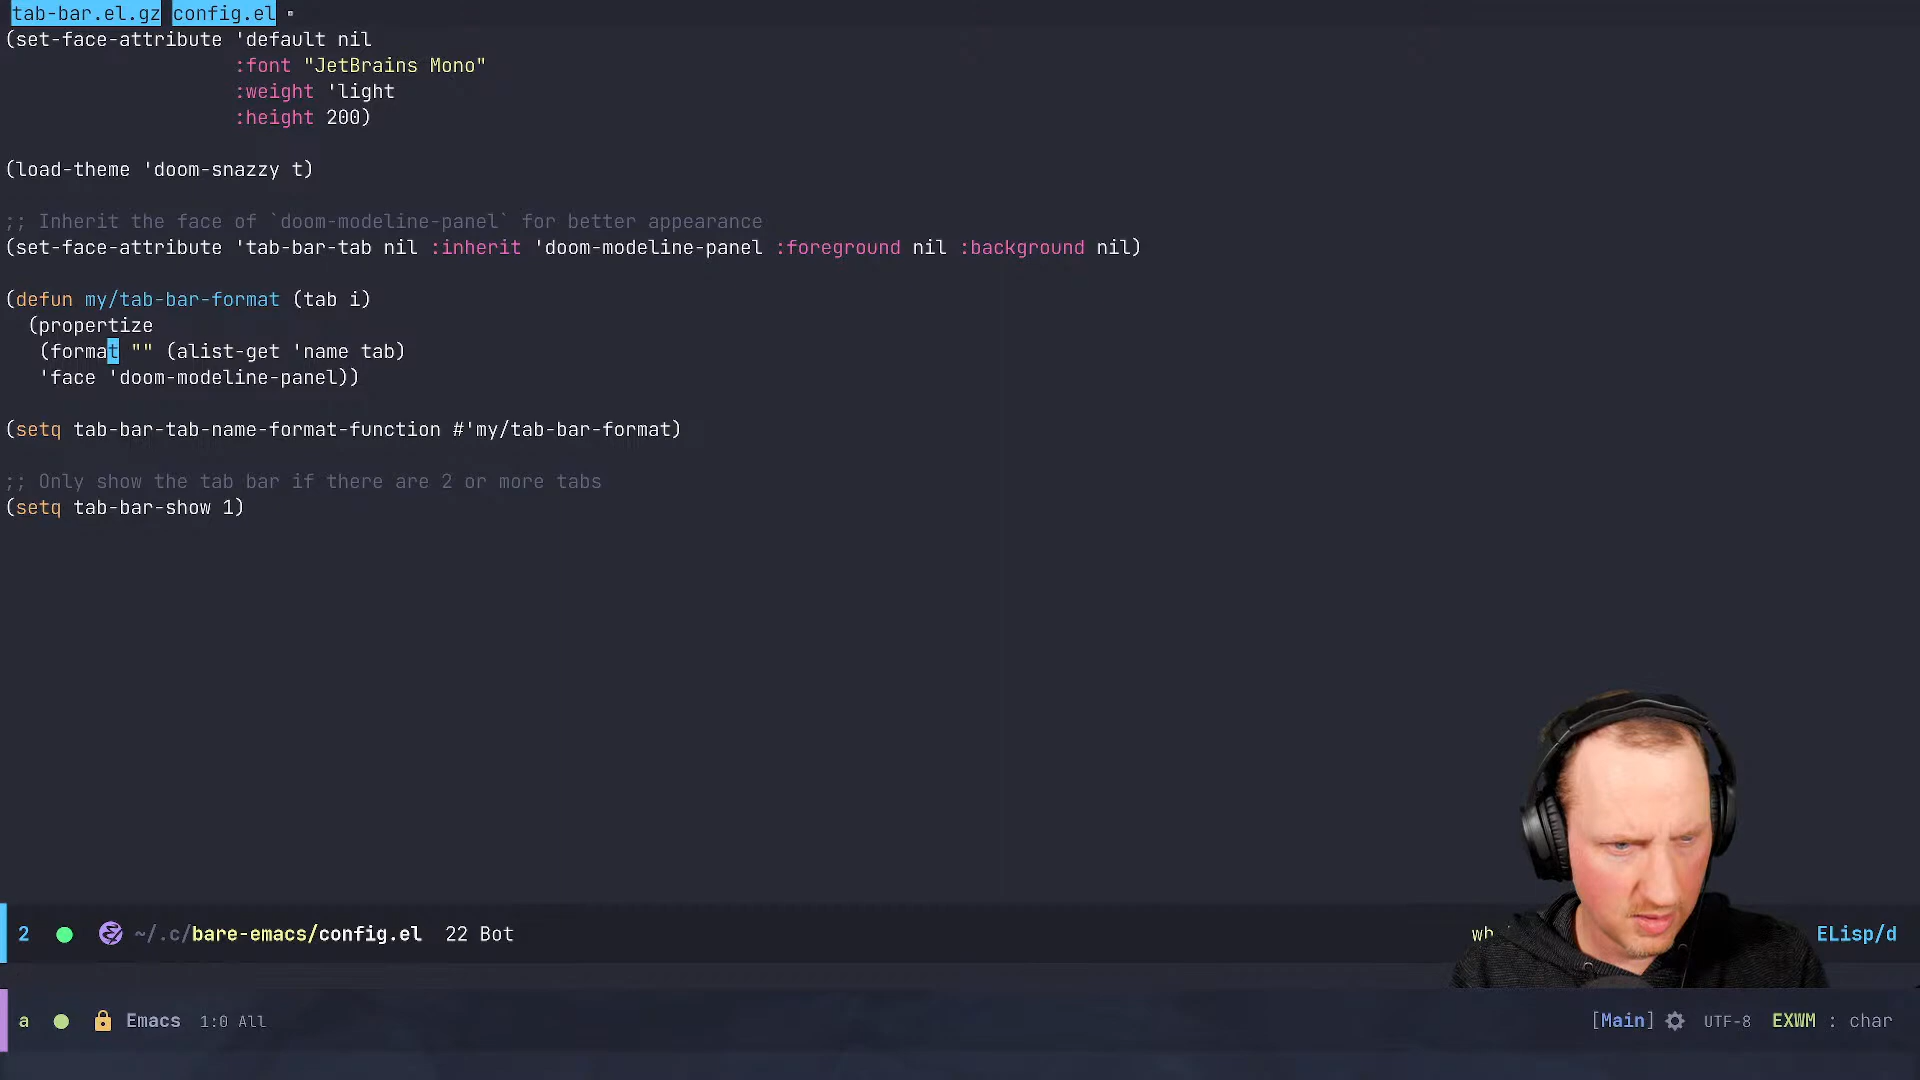 tab-bar.el.gz config.el
(set-face-attribute 'default nil
:font "JetBrains Mono"
:weight 'light
:height 200)
(load-theme 'doom-snazzy t)
;; Inherit the face of `doom-modeline-panel` for better appearance
(set-face-attribute 'tab-bar-tab nil :inherit 'doom-modeline-panel :foreground nil :background nil)
(defun my/tab-bar-format (tab i)
(propertize
(format "" (alist-get 'name tab)
'face 'doom-modeline-panel))
(setq tab-bar-tab-name-format-function #'my/tab-bar-format)
;; Only show the tab bar if there are 2 or more tabs
(setq tab-bar-show 1)
2 ~/.c/bare-emacs/config.el 22 Bot ELisp/d
a Emacs 1:0 All [Main] UTF-8 EXWM : char